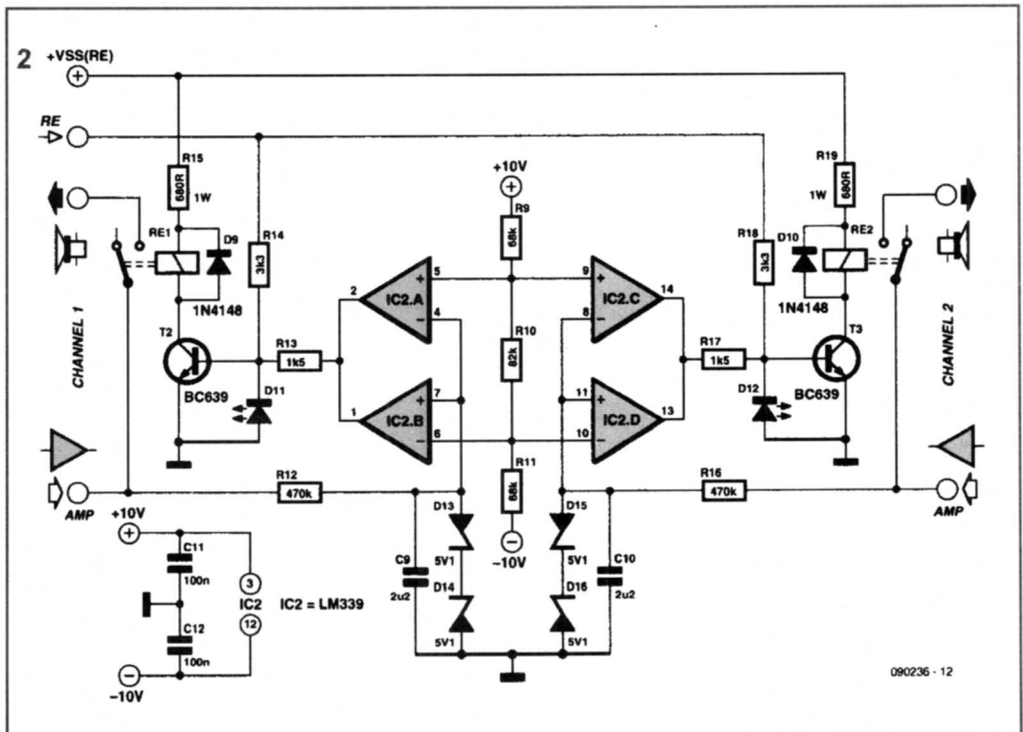 2
+VSS(RE)
RE
R15
680R
1W
RE1
D9
1N4148
R14
3k3
T2
BC639
R13
1k5
D11
CHANNEL 1
AMP
R12
470k
+10V
R9
68k
R10
82k
R11
68k
–10V
2
IC2.A
5
+
4
–
1
IC2.B
7
+
6
–
9
+
IC2.C
14
8
–
11
+
IC2.D
13
10
–
R17
1k5
R18
3k3
R19
680R
1W
D10
RE2
1N4148
T3
BC639
D12
CHANNEL 2
R16
470k
AMP
D13
5V1
D14
5V1
C9
2u2
D15
5V1
D16
5V1
C10
2u2
+10V
C11
100n
C12
100n
–10V
3
IC2
12
IC2 = LM339
090236 - 12